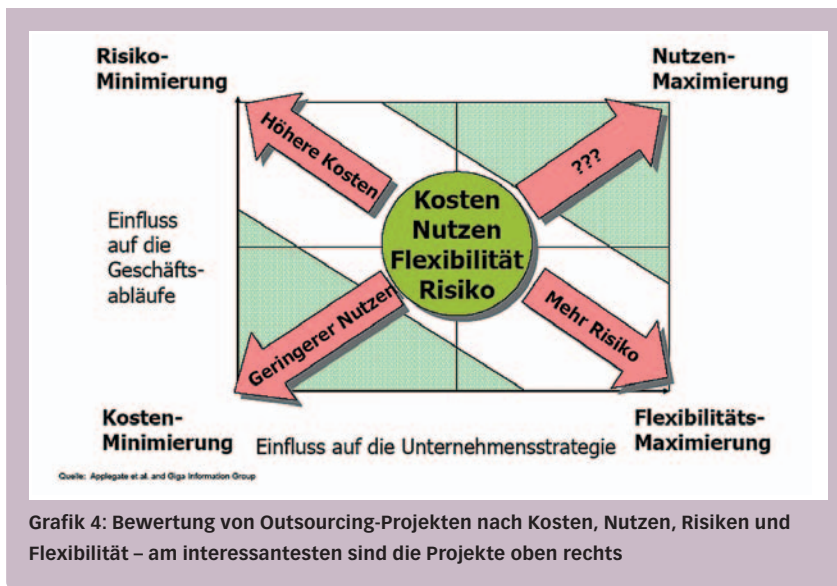 Risiko-
Minimierung
Nutzen-
Maximierung
Höhere Kosten
???
Einfluss
auf die
Geschäfts-
abläufe
Kosten
Nutzen
Flexibilität
Risiko
Geringerer Nutzen
Mehr Risiko
Kosten-
Minimierung
Einfluss auf die Unternehmensstrategie
Flexibilitäts-
Maximierung
Quelle: Applegate et al. and Giga Information Group
Grafik 4: Bewertung von Outsourcing-Projekten nach Kosten, Nutzen, Risiken und
Flexibilität – am interessantesten sind die Projekte oben rechts